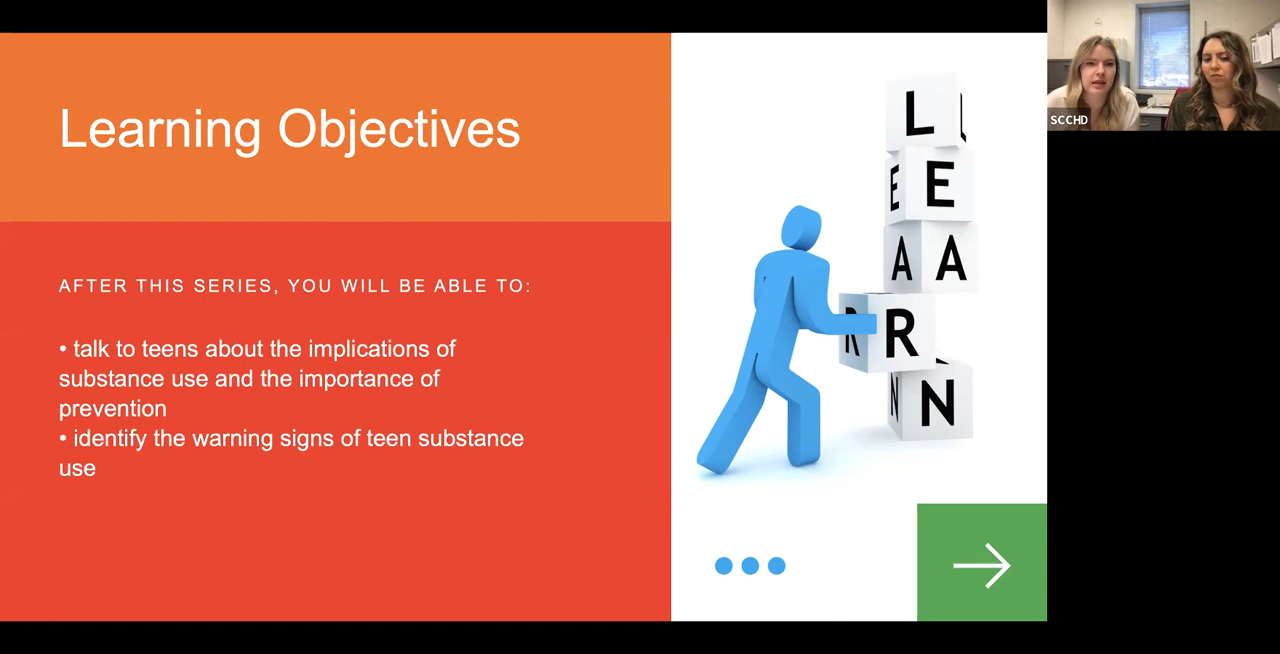 Learning Objectives
AFTER THIS SERIES, YOU WILL BE ABLE TO:
• talk to teens about the implications of
substance use and the importance of
prevention
• identify the warning signs of teen substance
use
L
E E
A A
R R
N N
SCCHD